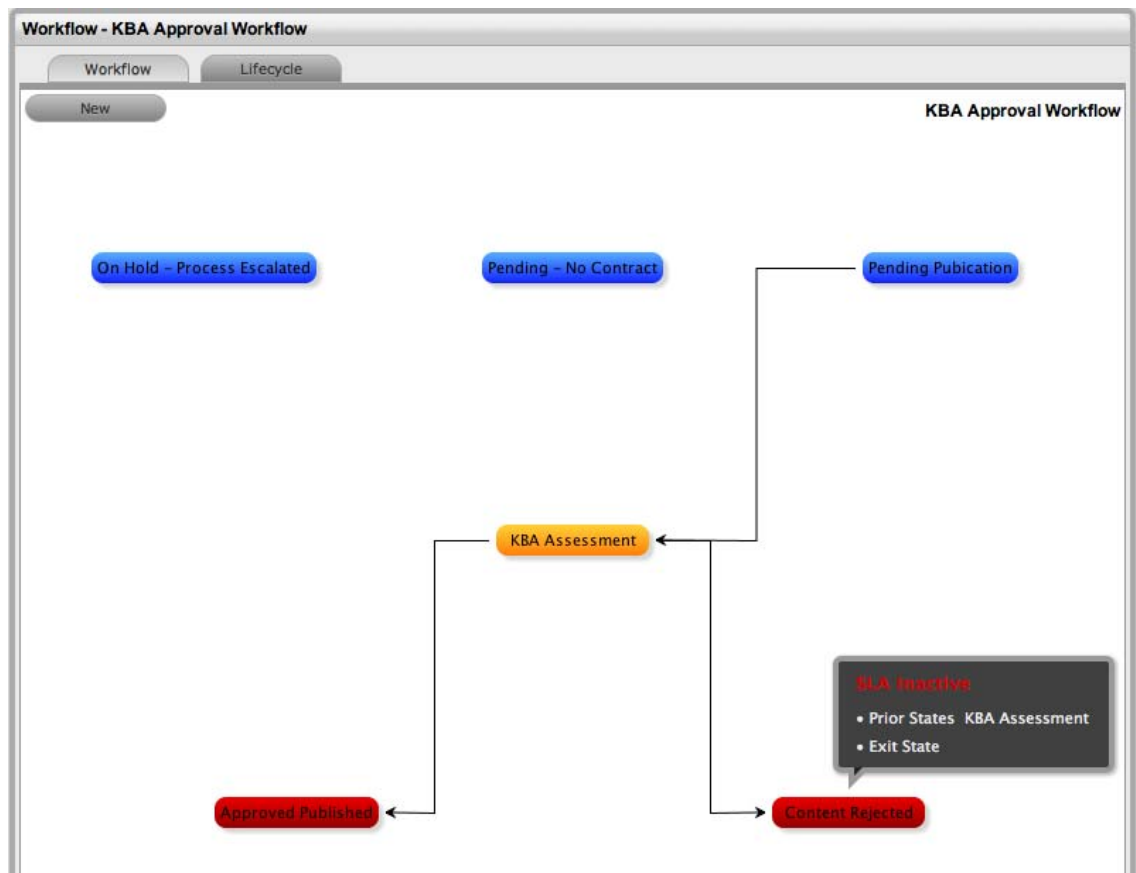 Workflow - KBA Approval Workflow
Workflow
Lifecycle
New
KBA Approval Workflow
On Hold – Process Escalated
Pending – No Contract
Pending Pubication
KBA Assessment
SLA Inactive
• Prior States KBA Assessment
• Exit State
Approved Published
Content Rejected